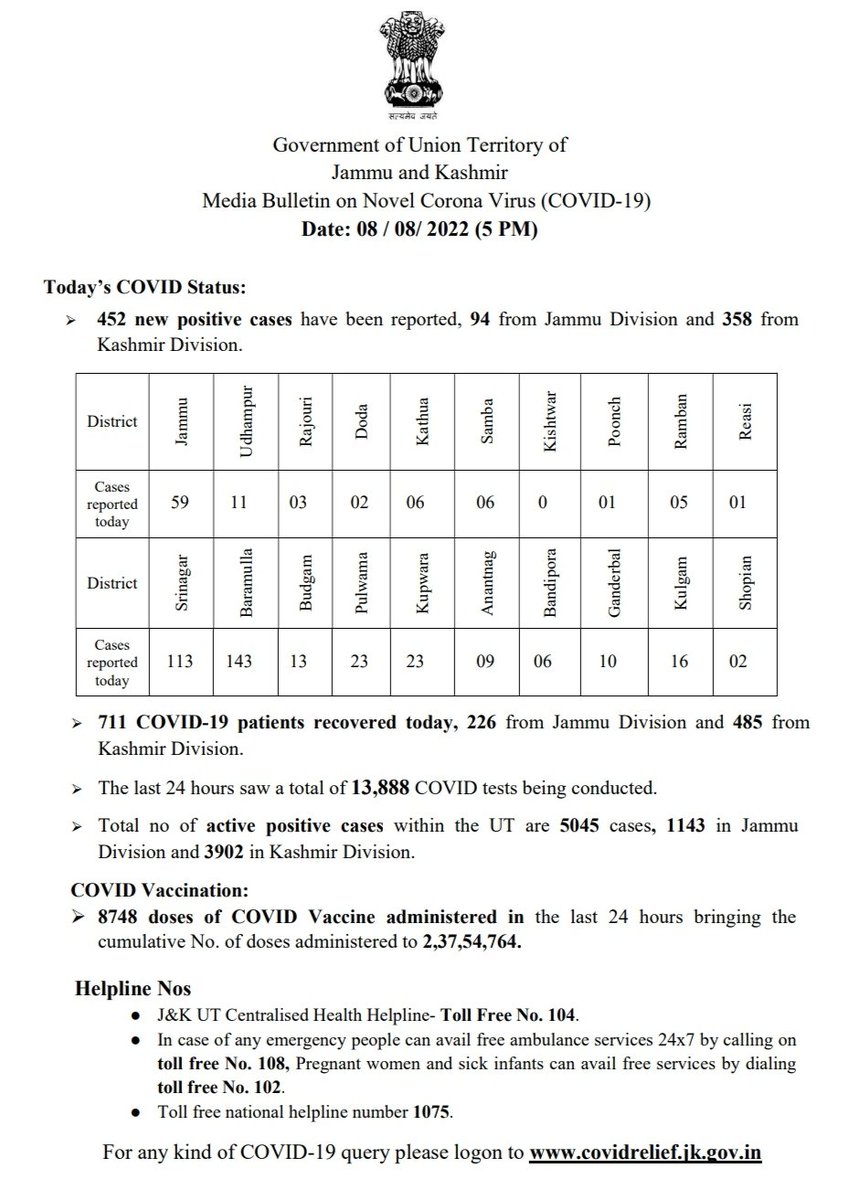 सत्यमेव जयते
Government of Union Territory of
Jammu and Kashmir
Media Bulletin on Novel Corona Virus (COVID-19)
Date: 08 / 08/ 2022 (5 PM)
Today’s COVID Status:
➢ 452 new positive cases have been reported, 94 from Jammu Division and 358 from
Kashmir Division.
District Jammu Udhampur Rajouri Doda Kathua Samba Kishtwar Poonch Ramban Reasi
Cases
reported
today 59 11 03 02 06 06 0 01 05 01
District Srinagar Baramulla Budgam Pulwama Kupwara Anantnag Bandipora Ganderbal Kulgam Shopian
Cases
reported
today 113 143 13 23 23 09 06 10 16 02
➢ 711 COVID-19 patients recovered today, 226 from Jammu Division and 485 from
Kashmir Division.
➢ The last 24 hours saw a total of 13,888 COVID tests being conducted.
➢ Total no of active positive cases within the UT are 5045 cases, 1143 in Jammu
Division and 3902 in Kashmir Division.
COVID Vaccination:
➢ 8748 doses of COVID Vaccine administered in the last 24 hours bringing the
cumulative No. of doses administered to 2,37,54,764.
Helpline Nos
● J&K UT Centralised Health Helpline- Toll Free No. 104.
● In case of any emergency people can avail free ambulance services 24x7 by calling on
toll free No. 108, Pregnant women and sick infants can avail free services by dialing
toll free No. 102.
● Toll free national helpline number 1075.
For any kind of COVID-19 query please logon to www.covidrelief.jk.gov.in